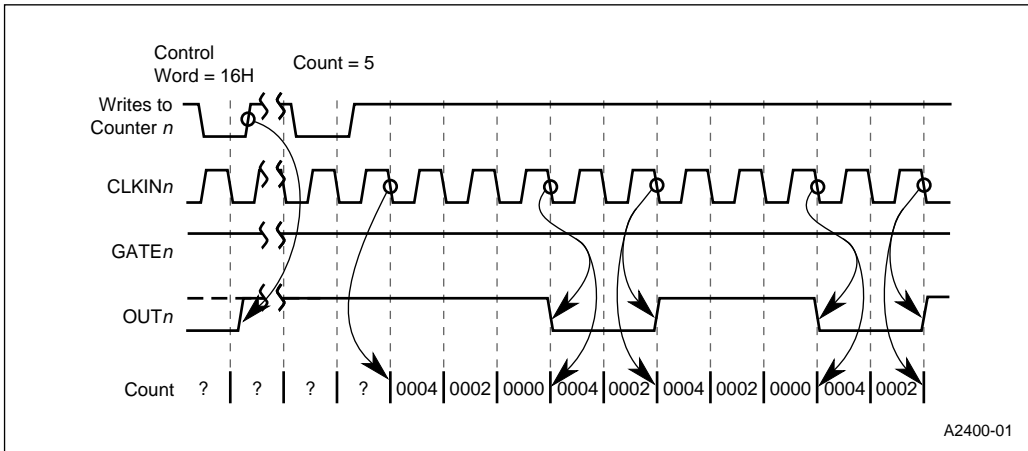 Control
Word = 16H
Count = 5
Writes to
Counter n
CLKINn
GATEn
OUTn
Count ? ? ? ? 0004 0002 0000 0004 0002 0004 0002 0000 0004 0002
A2400-01